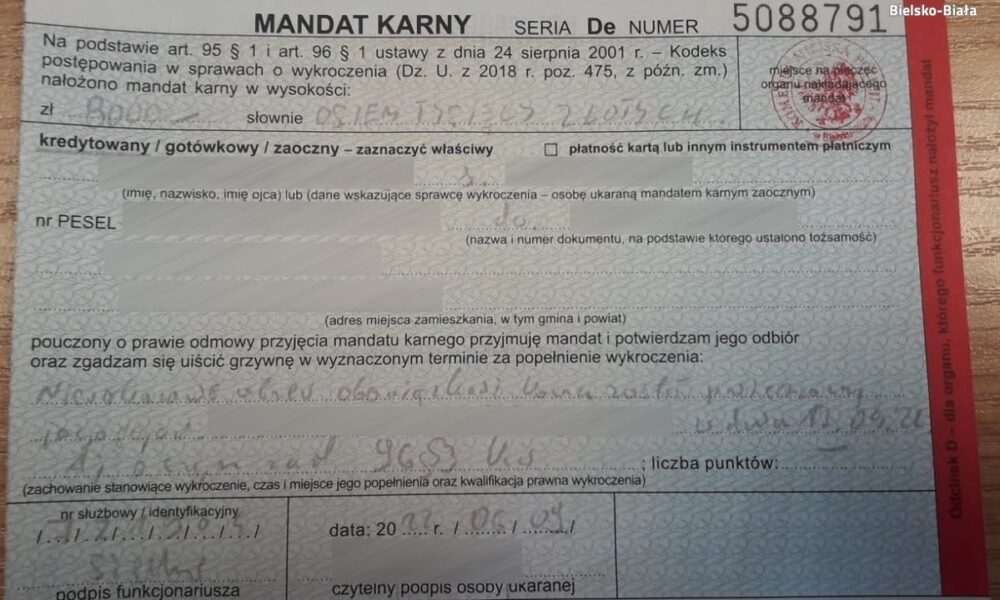 Bielsko-Biała
MANDAT KARNY SERIA De NUMER 5088791
Na podstawie art. 95 § 1 i art. 96 § 1 ustawy z dnia 24 sierpnia 2001 r. – Kodeks
postępowania w sprawach o wykroczenia (Dz. U. z 2018 r. poz. 475, z późn. zm.)
nałożono mandat karny w wysokości:
miejsce na pieczęć
organu nakładającego
mandat
zł 8000 słownie OSIEM TYSIĘCY ZŁOTYCH
kredytowany / gotówkowy / zaoczny – zaznaczyć właściwy
płatność kartą lub innym instrumentem płatniczym
(imię, nazwisko, imię ojca) lub (dane wskazujące sprawcę wykroczenia – osobę ukaraną mandatem karnym zaocznym)
nr PESEL
(nazwa i numer dokumentu, na podstawie którego ustalono tożsamość)
(adres miejsca zamieszkania, w tym gmina i powiat)
pouczony o prawie odmowy przyjęcia mandatu karnego przyjmuję mandat i potwierdzam jego odbiór
oraz zgadzam się uiścić grzywnę w wyznaczonym terminie za popełnienie wykroczenia:
; liczba punktów: –
(zachowanie stanowiące wykroczenie, czas i miejsce jego popełnienia oraz kwalifikacja prawna wykroczenia)
nr służbowy / identyfikacyjny
data: 20 22 r. / 06 / 09 /
podpis funkcjonariusza
czytelny podpis osoby ukaranej
Odcinek D – dla organu, którego funkcjonariusz nałożył mandat